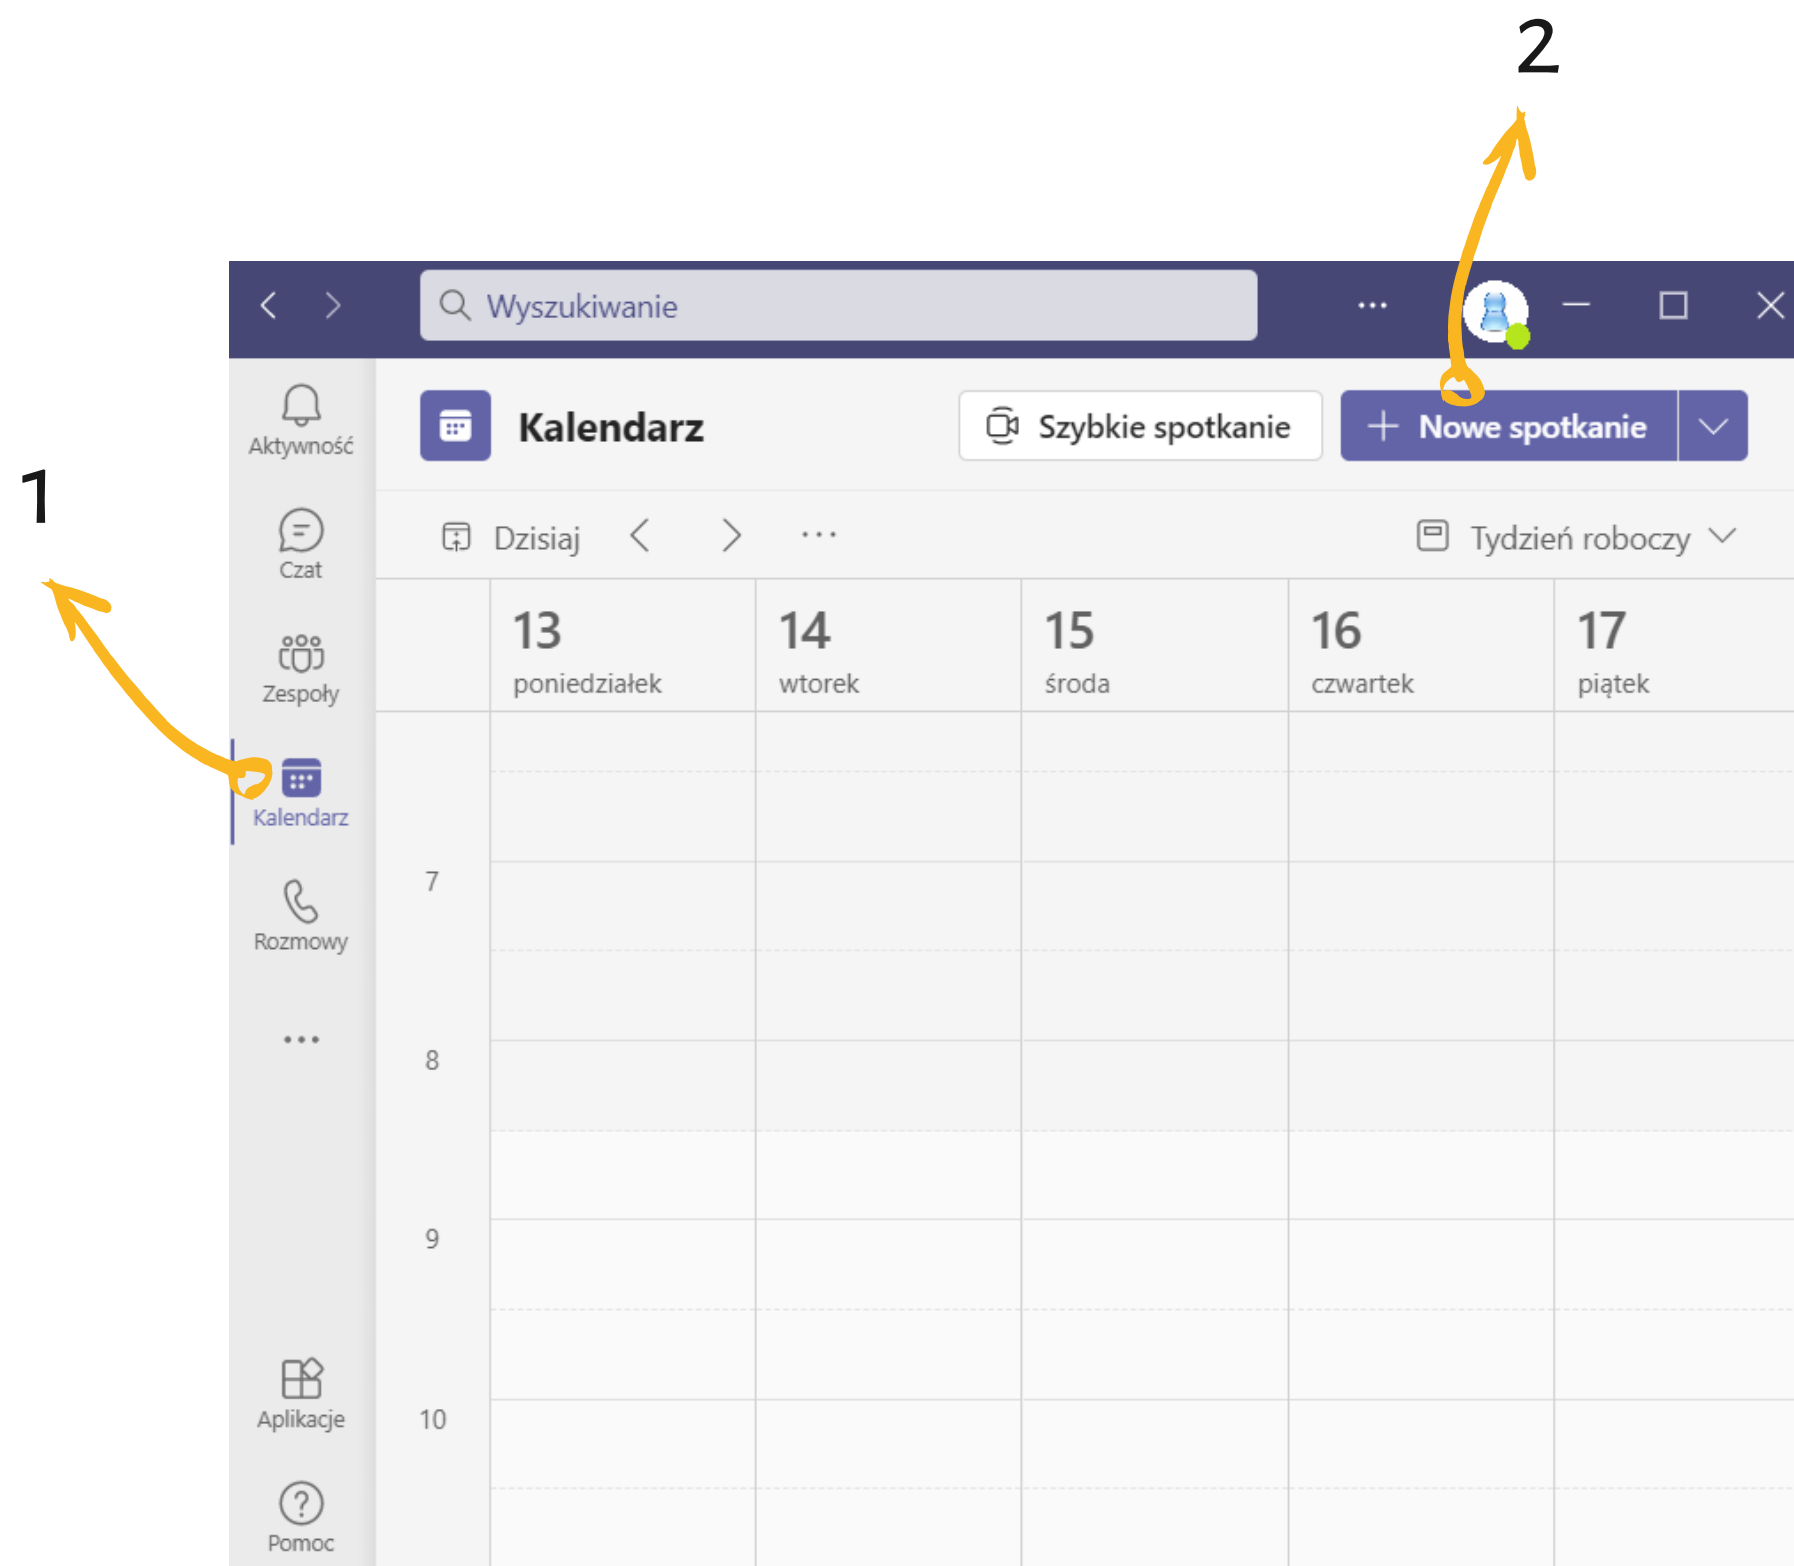 2
Wyszukiwanie
Aktywność
Kalendarz
Szybkie spotkanie
Nowe spotkanie
1
Czat
Dzisiaj
Tydzień roboczy
Zespoły
13 14 15 16 17
poniedziałek wtorek środa czwartek piątek
Kalendarz
7
Rozmowy
8
9
10
Aplikacje
Pomoc